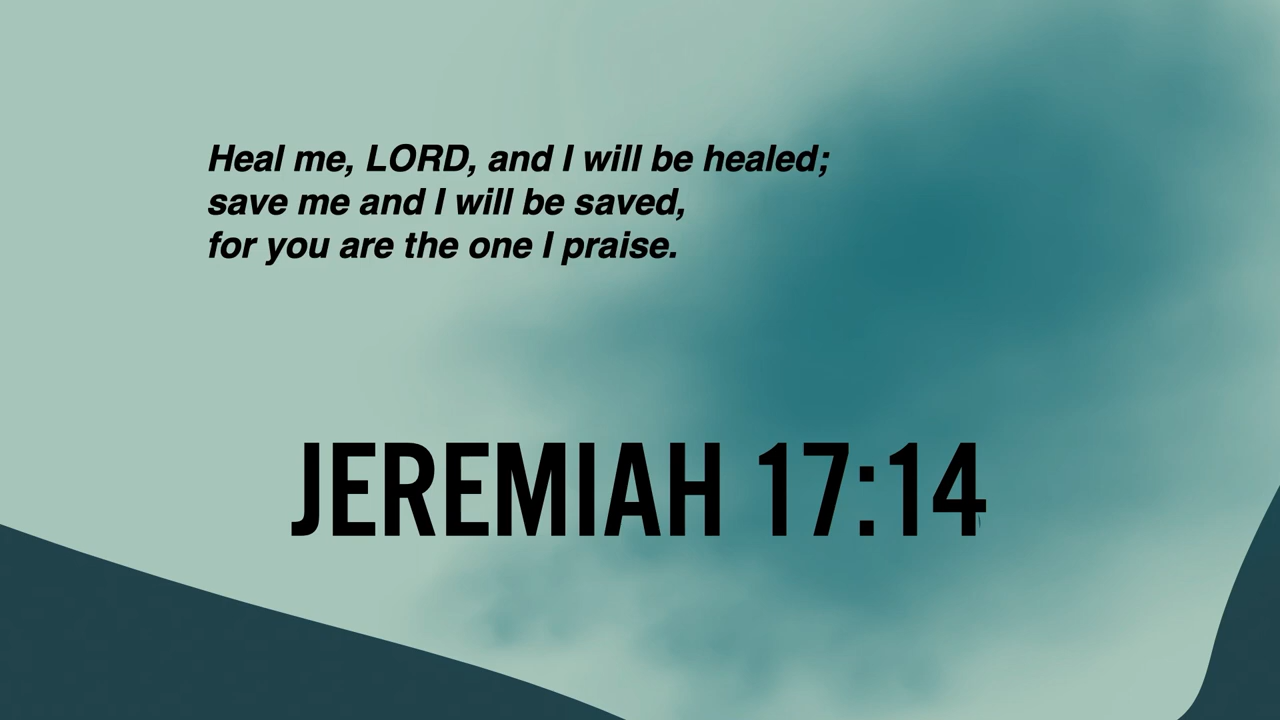 Heal me, LORD, and I will be healed;
save me and I will be saved,
for you are the one I praise.
JEREMIAH 17:14